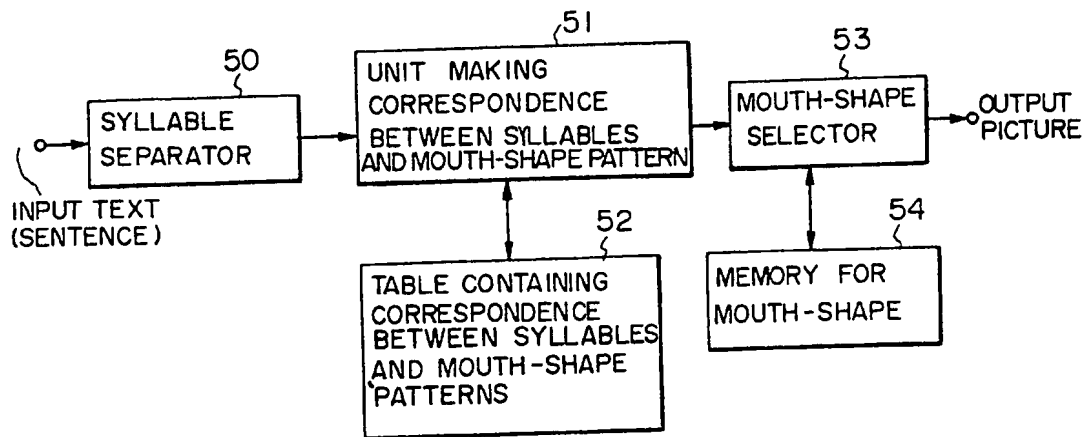 50
SYLLABLE
SEPARATOR
INPUT TEXT
(SENTENCE)
51
UNIT MAKING
CORRESPONDENCE
BETWEEN SYLLABLES
AND MOUTH-SHAPE PATTERN
52
TABLE CONTAINING
CORRESPONDENCE
BETWEEN SYLLABLES
AND MOUTH-SHAPE
PATTERNS
53
MOUTH-SHAPE
SELECTOR
OUTPUT
PICTURE
54
MEMORY FOR
MOUTH-SHAPE